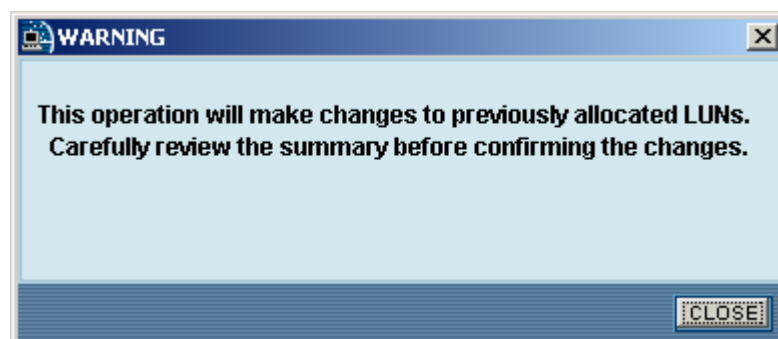 WARNING
This operation will make changes to previously allocated LUNs.
Carefully review the summary before confirming the changes.
CLOSE